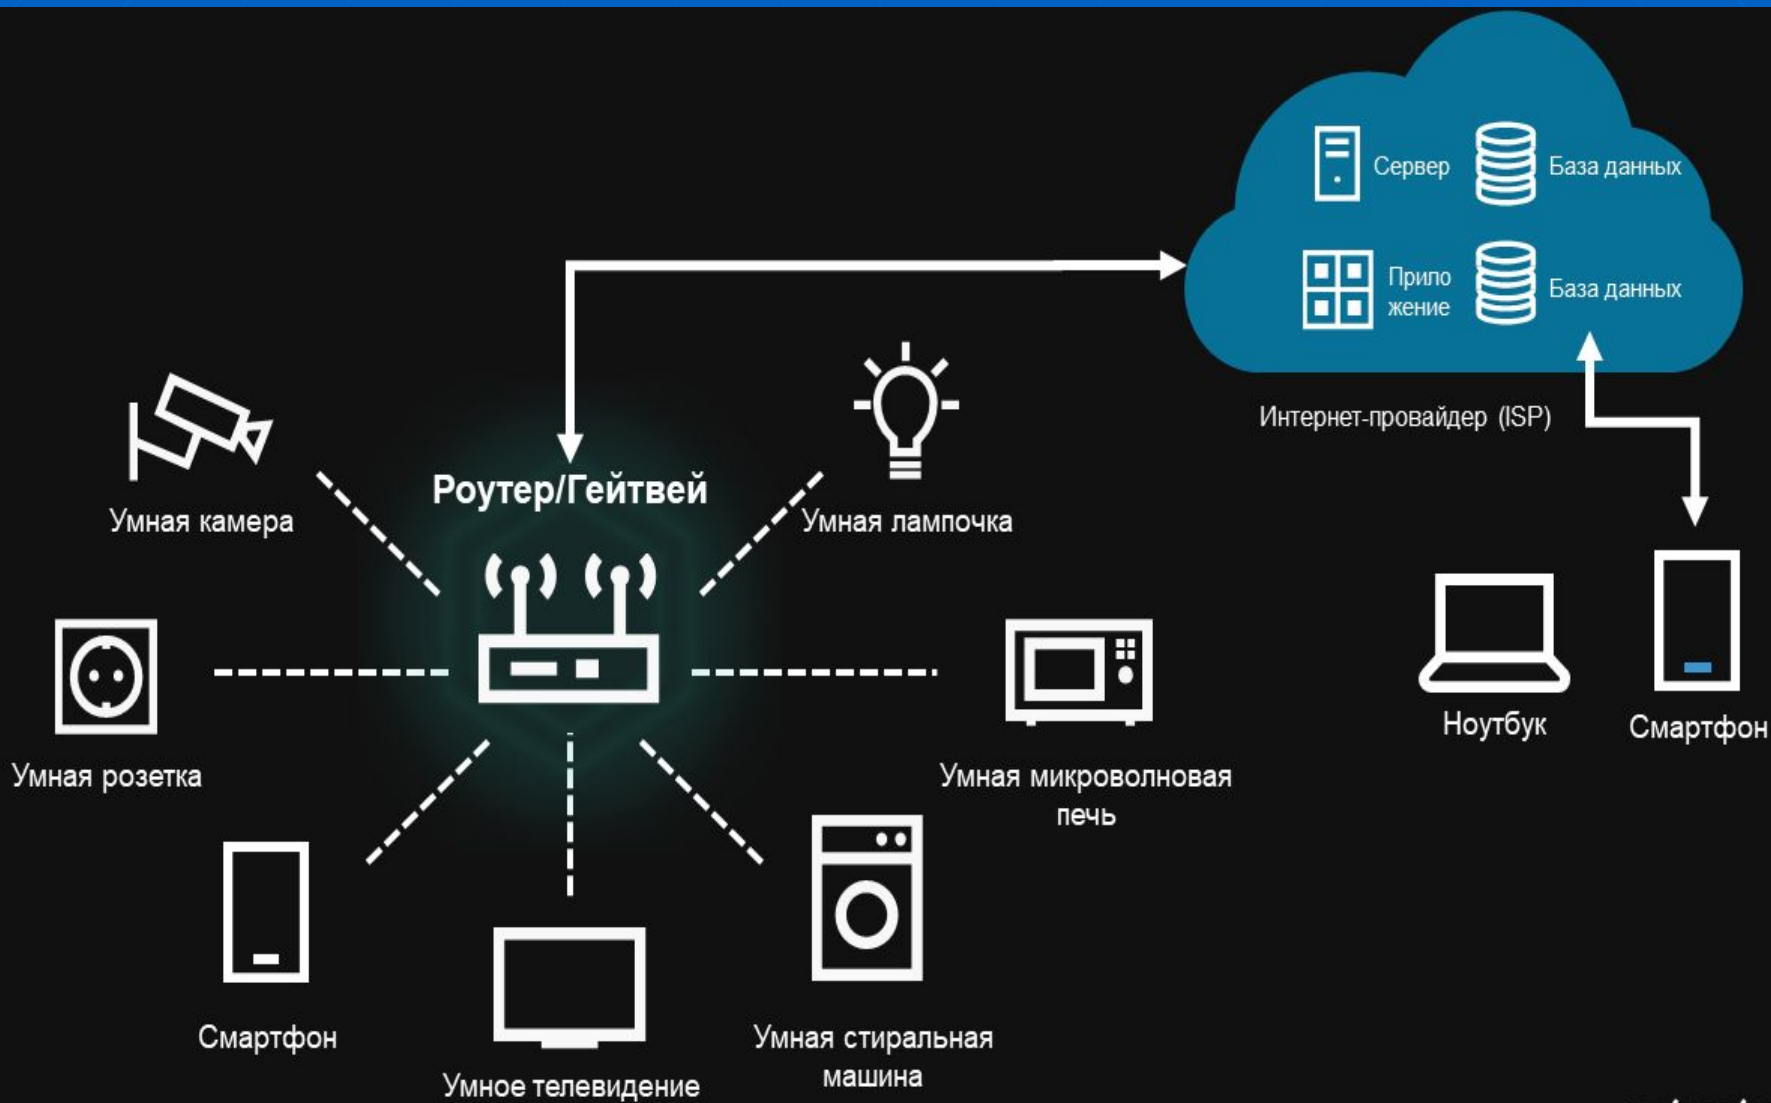 Сервер
База данных
Прило
жение
База данных
Интернет-провайдер (ISP)
Роутер/Гейтвей
Умная камера
Умная лампочка
Умная розетка
Умная микроволновая
печь
Ноутбук
Смартфон
Смартфон
Умное телевидение
Умная стиральная
машина